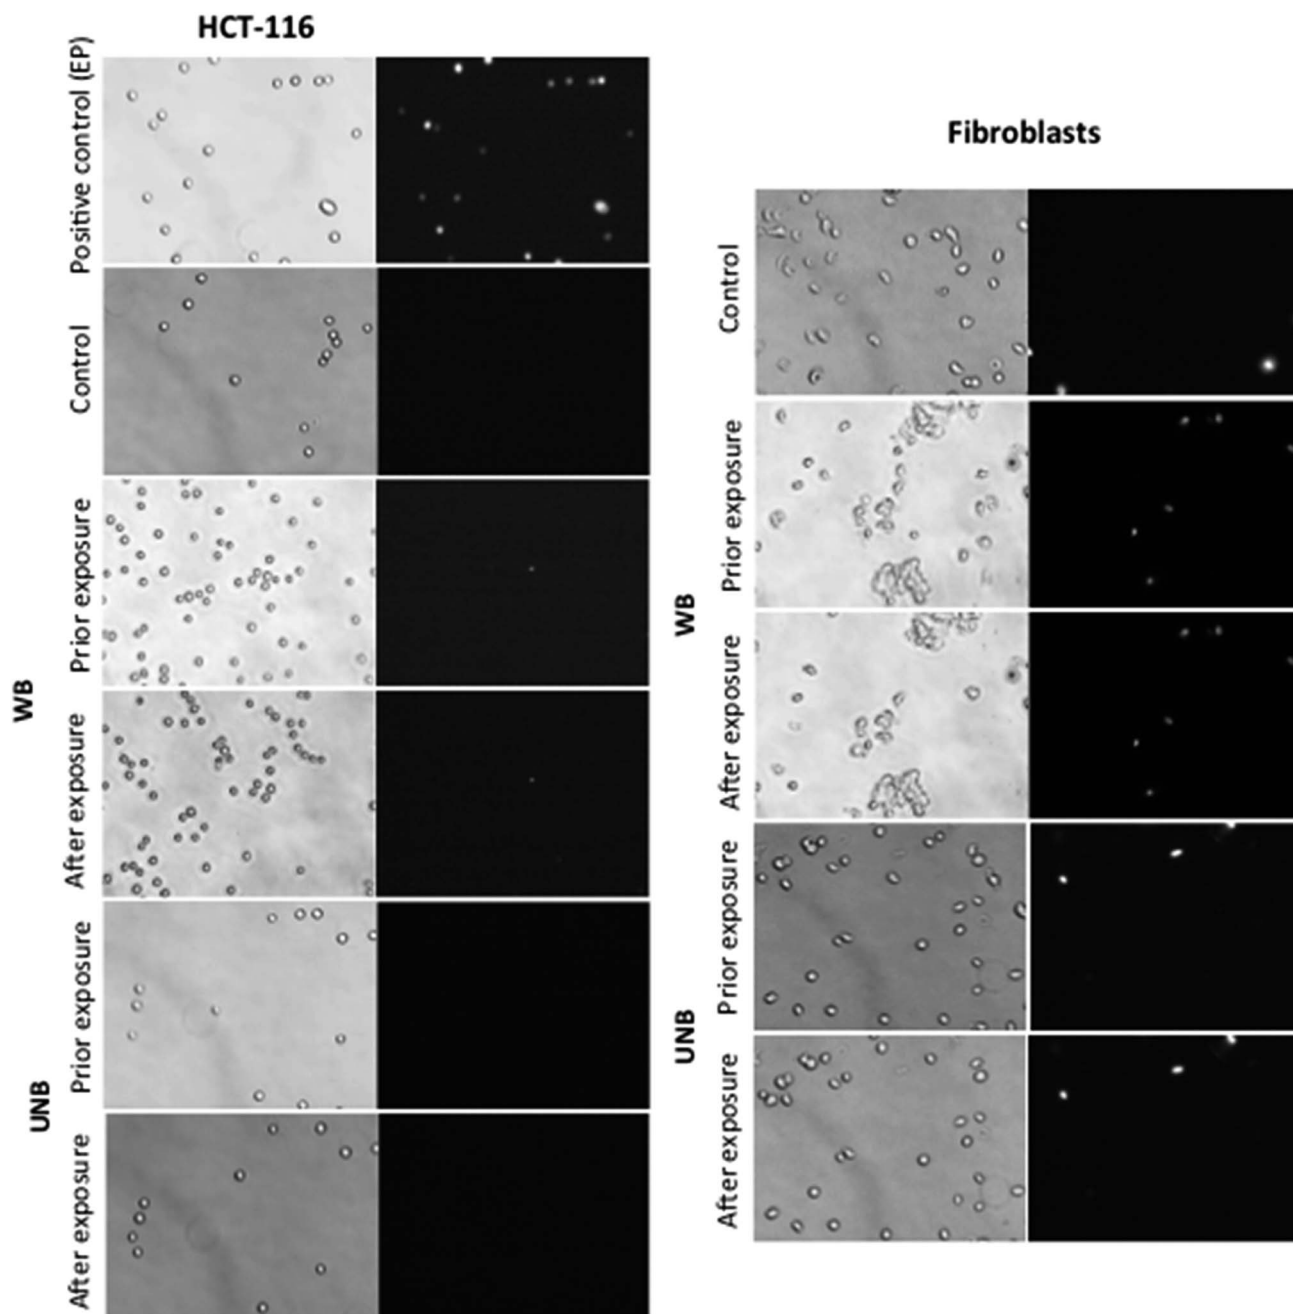 HCT-116
Positive control (EP)
Control
WB
Prior exposure
After exposure
UNB
Prior exposure
After exposure
Fibroblasts
Control
WB
Prior exposure
After exposure
UNB
Prior exposure
After exposure